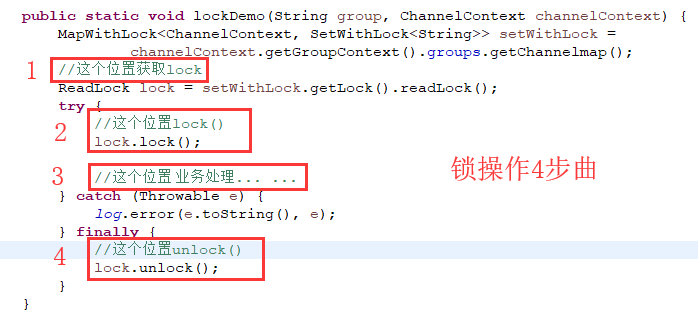 public static void lockDemo(String group, ChannelContext channelContext) {
MapWithLock<ChannelContext, SetWithLock<String>> setWithLock =
channelContext.getGroupContext().groups.getChannelmap();
1 //这个位置获取lock
ReadLock lock = setWithLock.getLock().readLock();
try {
2 //这个位置lock()
lock.lock();
3 //这个位置 业务处理... ...
锁操作4步曲
} catch (Throwable e) {
log.error(e.toString(), e);
} finally {
4 //这个位置unlock()
lock.unlock();
}
}